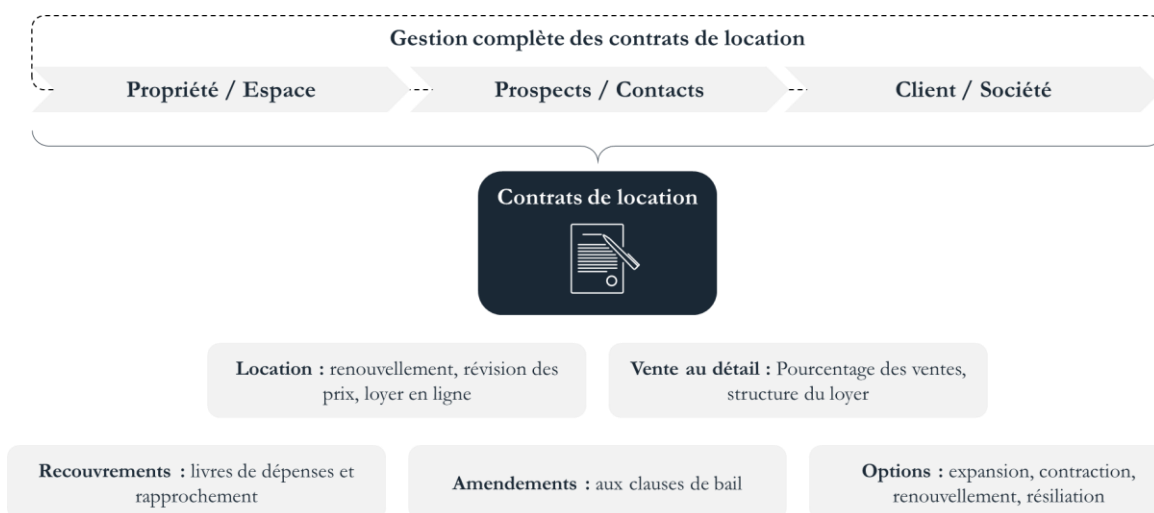 Gestion complète des contrats de location
Propriété / Espace
Prospects / Contacts
Client / Société
Contrats de location
Location : renouvellement, révision des
prix, loyer en ligne
Vente au détail : Pourcentage des ventes,
structure du loyer
Recouvrements : livres de dépenses et
rapprochement
Amendements : aux clauses de bail
Options : expansion, contraction,
renouvellement, résiliation